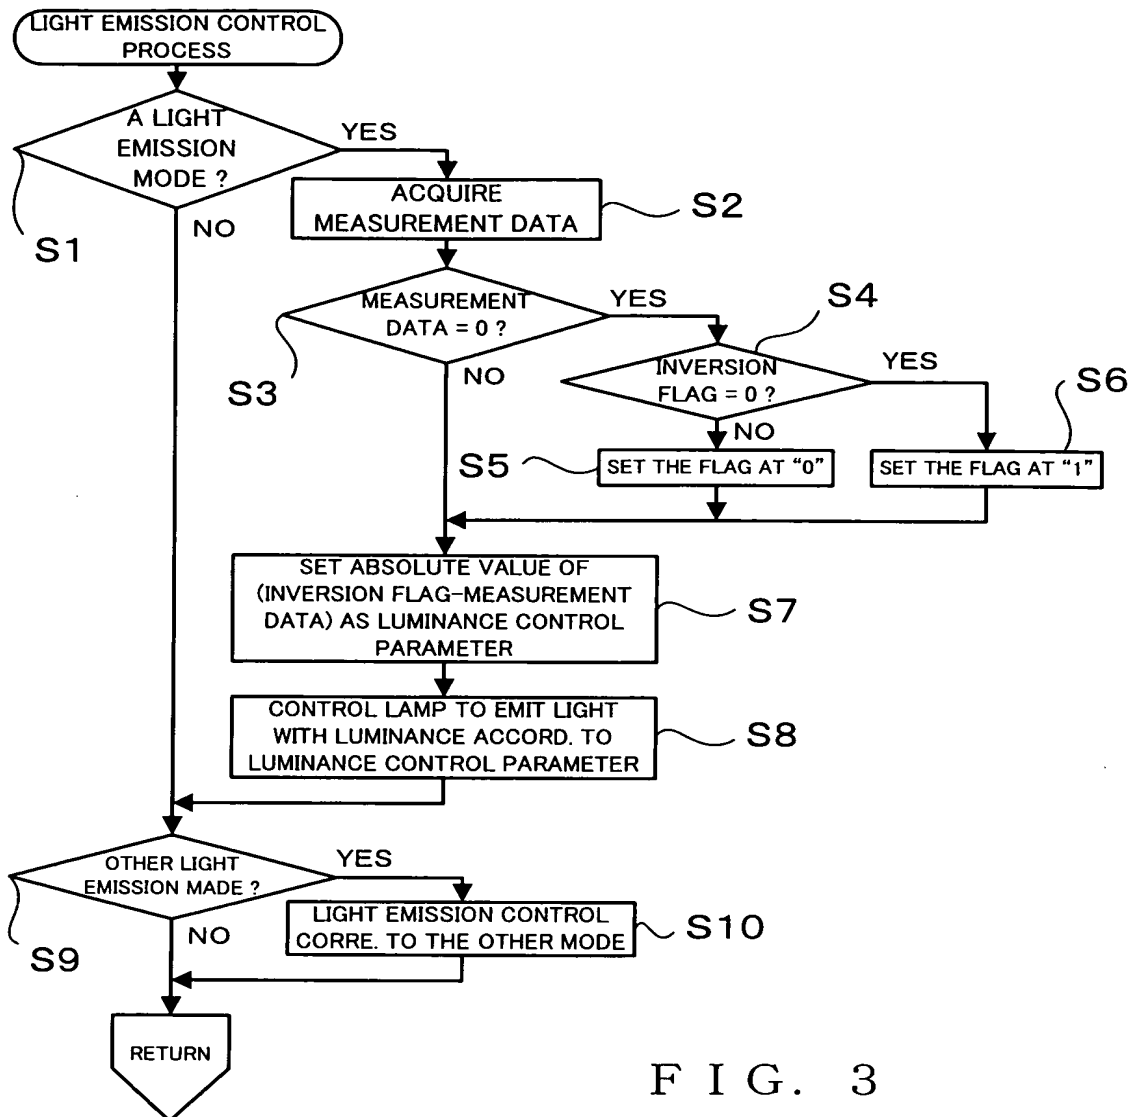 LIGHT EMISSION CONTROL
PROCESS
A LIGHT
EMISSION
MODE ?
YES
NO
S1
ACQUIRE
MEASUREMENT DATA
S2
MEASUREMENT
DATA = 0 ?
YES
NO
S3
S4
INVERSION
FLAG = 0 ?
YES
NO
S5
SET THE FLAG AT “0”
S6
SET THE FLAG AT “1”
SET ABSOLUTE VALUE OF
(INVERSION FLAG-MEASUREMENT
DATA) AS LUMINANCE CONTROL
PARAMETER
S7
CONTROL LAMP TO EMIT LIGHT
WITH LUMINANCE ACCORD. TO
LUMINANCE CONTROL PARAMETER
S8
OTHER LIGHT
EMISSION MADE ?
YES
NO
S9
LIGHT EMISSION CONTROL
CORRE. TO THE OTHER MODE
S10
RETURN
FIG. 3